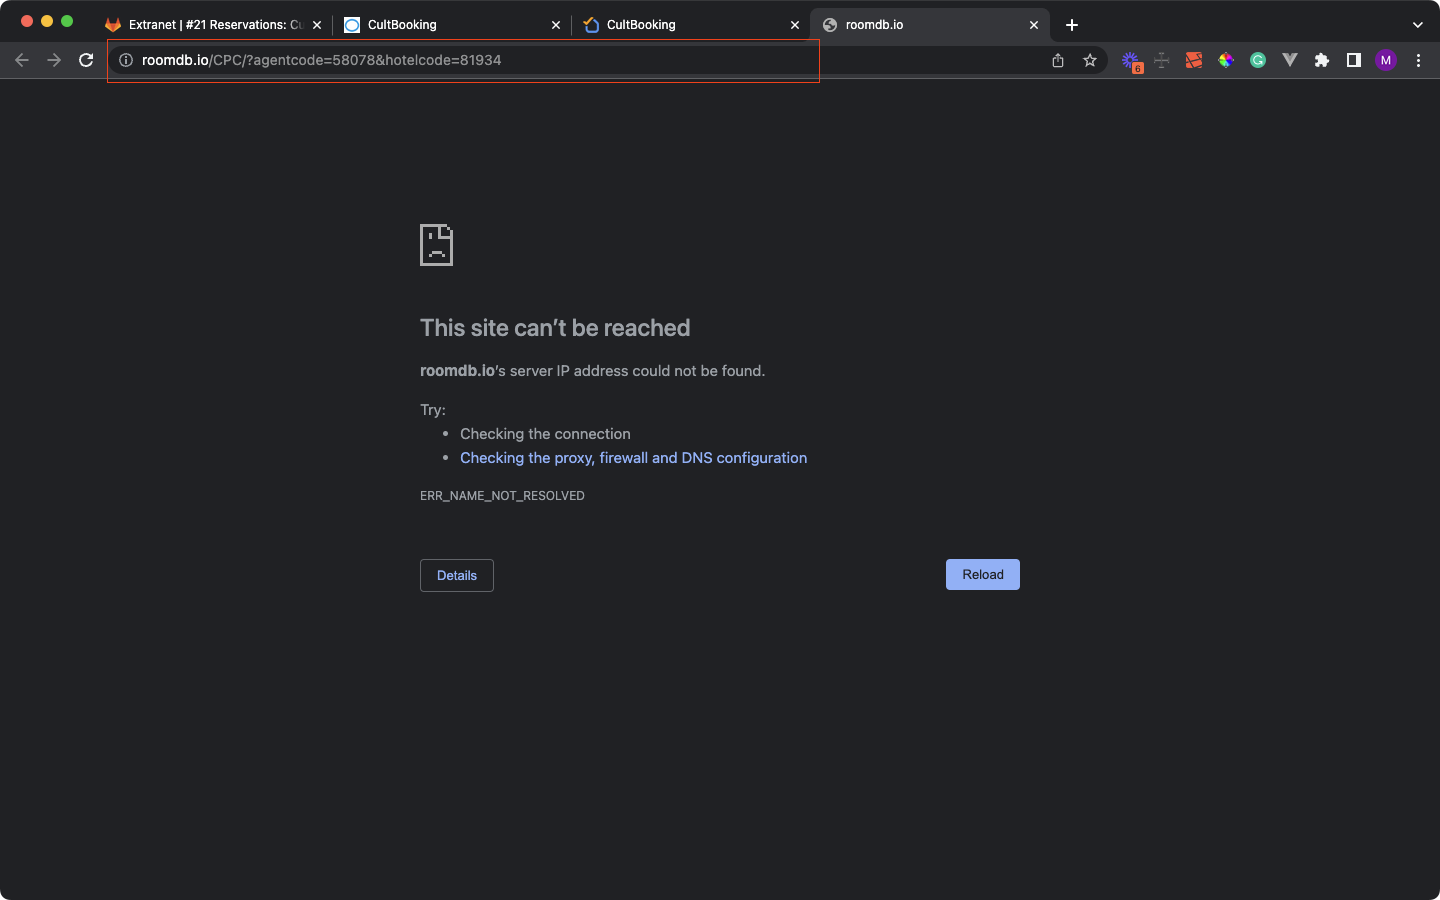 Extranet | #21 Reservations: Cu
CultBooking
CultBooking
roomdb.io
roomdb.io/CPC/?agentcode=58078&hotelcode=81934
6
G
M
This site can’t be reached
roomdb.io’s server IP address could not be found.
Try:
• Checking the connection
• Checking the proxy, firewall and DNS configuration
ERR_NAME_NOT_RESOLVED
Details
Reload